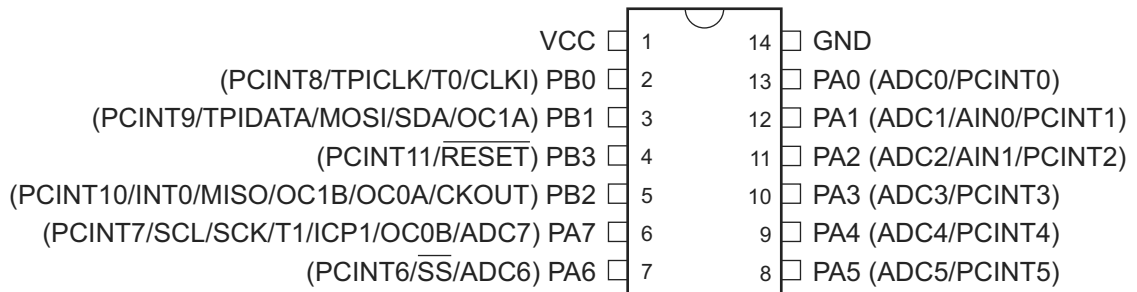 VCC 1 14 GND
(PCINT8/TPICLK/T0/CLKI) PB0 2 13 PA0 (ADC0/PCINT0)
(PCINT9/TPIDATA/MOSI/SDA/OC1A) PB1 3 12 PA1 (ADC1/AIN0/PCINT1)
(PCINT11/RESET) PB3 4 11 PA2 (ADC2/AIN1/PCINT2)
(PCINT10/INT0/MISO/OC1B/OC0A/CKOUT) PB2 5 10 PA3 (ADC3/PCINT3)
(PCINT7/SCL/SCK/T1/ICP1/OC0B/ADC7) PA7 6 9 PA4 (ADC4/PCINT4)
(PCINT6/SS/ADC6) PA6 7 8 PA5 (ADC5/PCINT5)